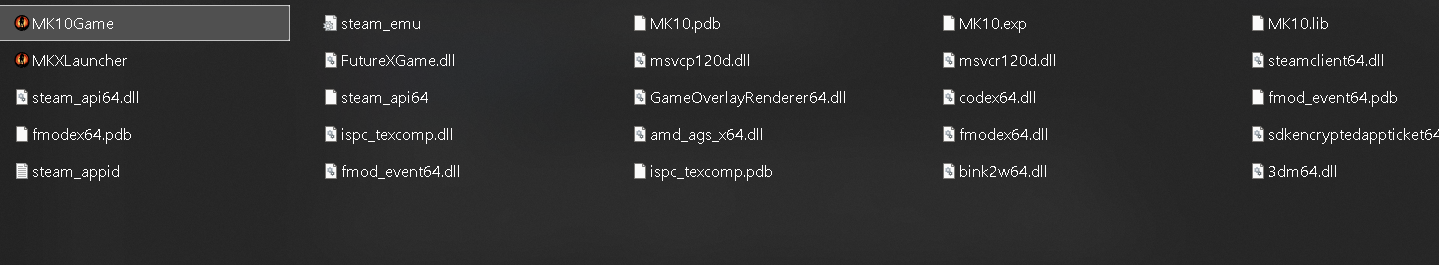 MK10Game steam_emu MK10.pdb MK10.exp MK10.lib
MKXLauncher FutureXGame.dll msvcp120d.dll msvcr120d.dll steamclient64.dll
steam_api64.dll steam_api64 GameOverlayRenderer64.dll codex64.dll fmod_event64.pdb
fmodex64.pdb ispc_texcomp.dll amd_ags_x64.dll fmodex64.dll sdkencryptedappticket64
steam_appid fmod_event64.dll ispc_texcomp.pdb bink2w64.dll 3dm64.dll